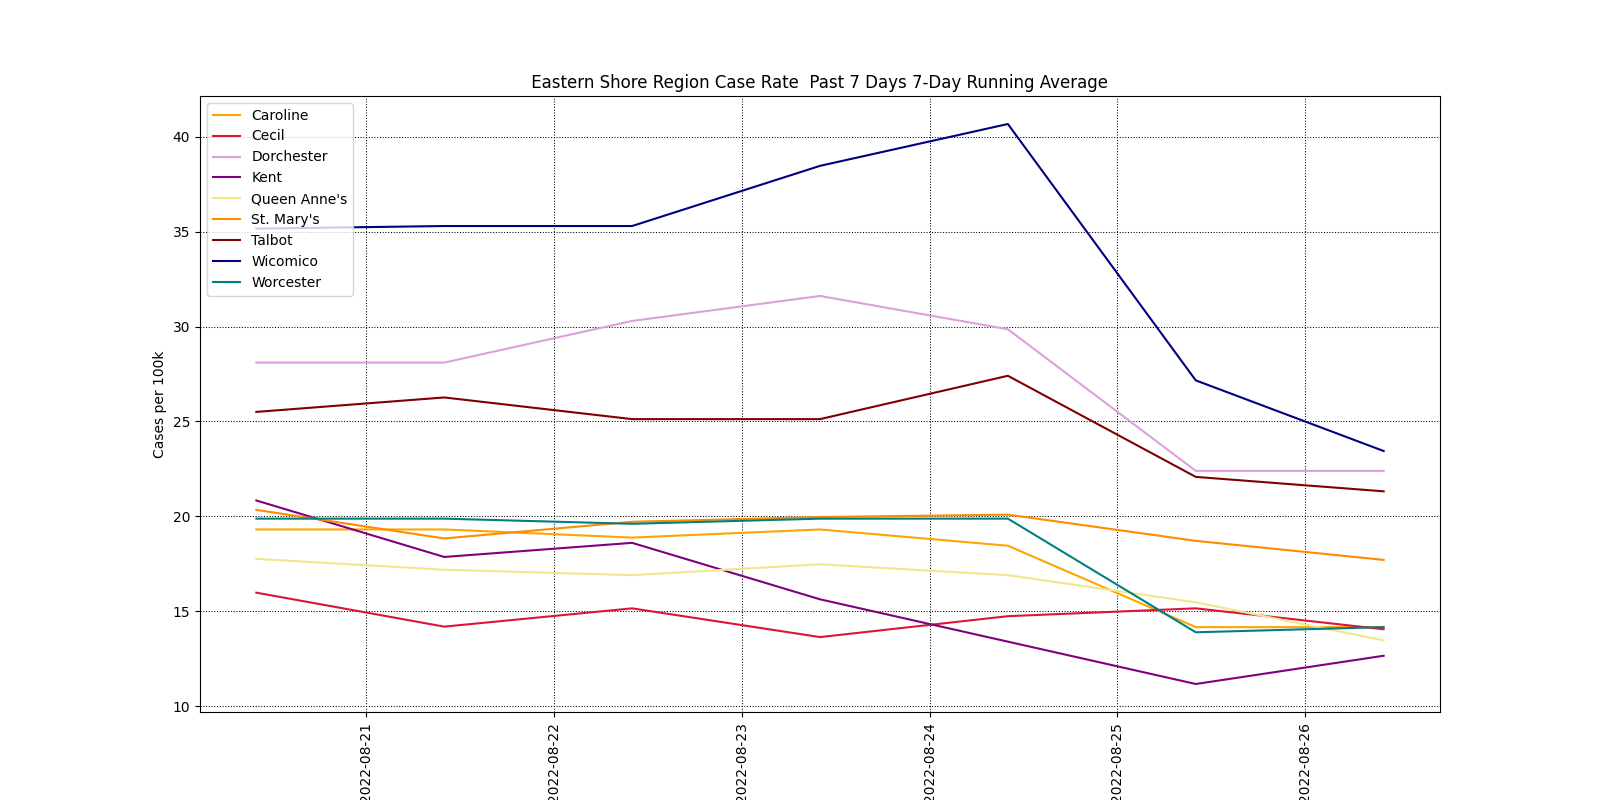 Eastern Shore Region Case Rate  Past 7 Days 7-Day Running Average
Caroline
Cecil
Dorchester
Kent
Queen Anne's
St. Mary's
Talbot
Wicomico
Worcester
Cases per 100k
40
35
30
25
20
15
10
2022-08-21
2022-08-22
2022-08-23
2022-08-24
2022-08-25
2022-08-26